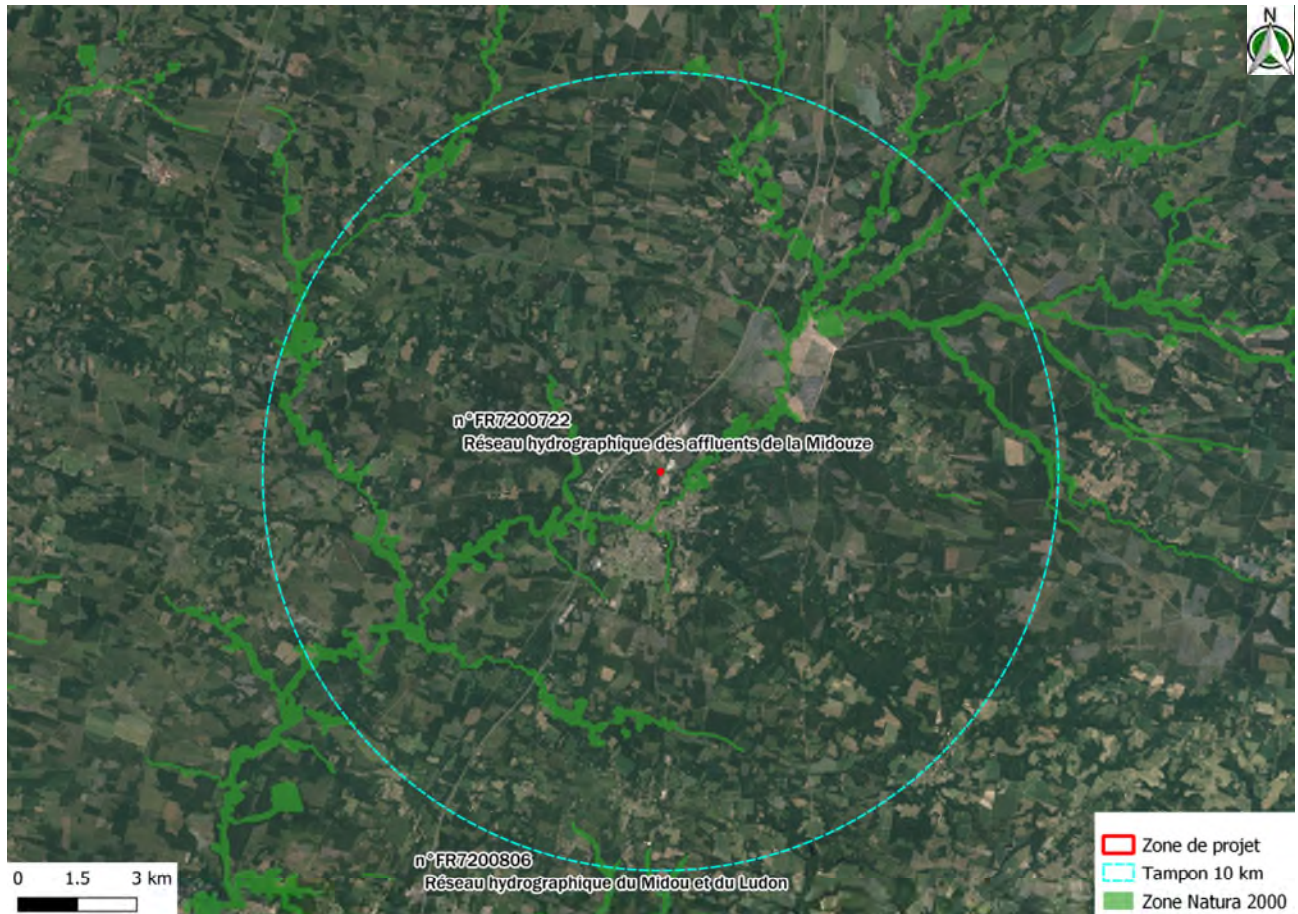 N
n°FR7200722
Réseau hydrographique des affluents de la Midouze
n°FR7200806
Réseau hydrographique du Midou et du Ludon
0 1.5 3 km
Zone de projet
Tampon 10 km
Zone Natura 2000